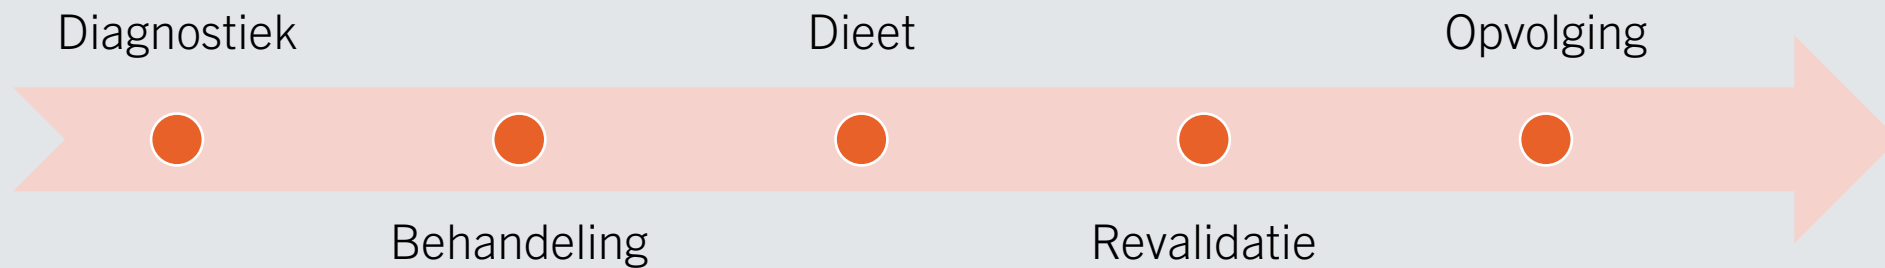 Diagnostiek
Behandeling
Dieet
Revalidatie
Opvolging